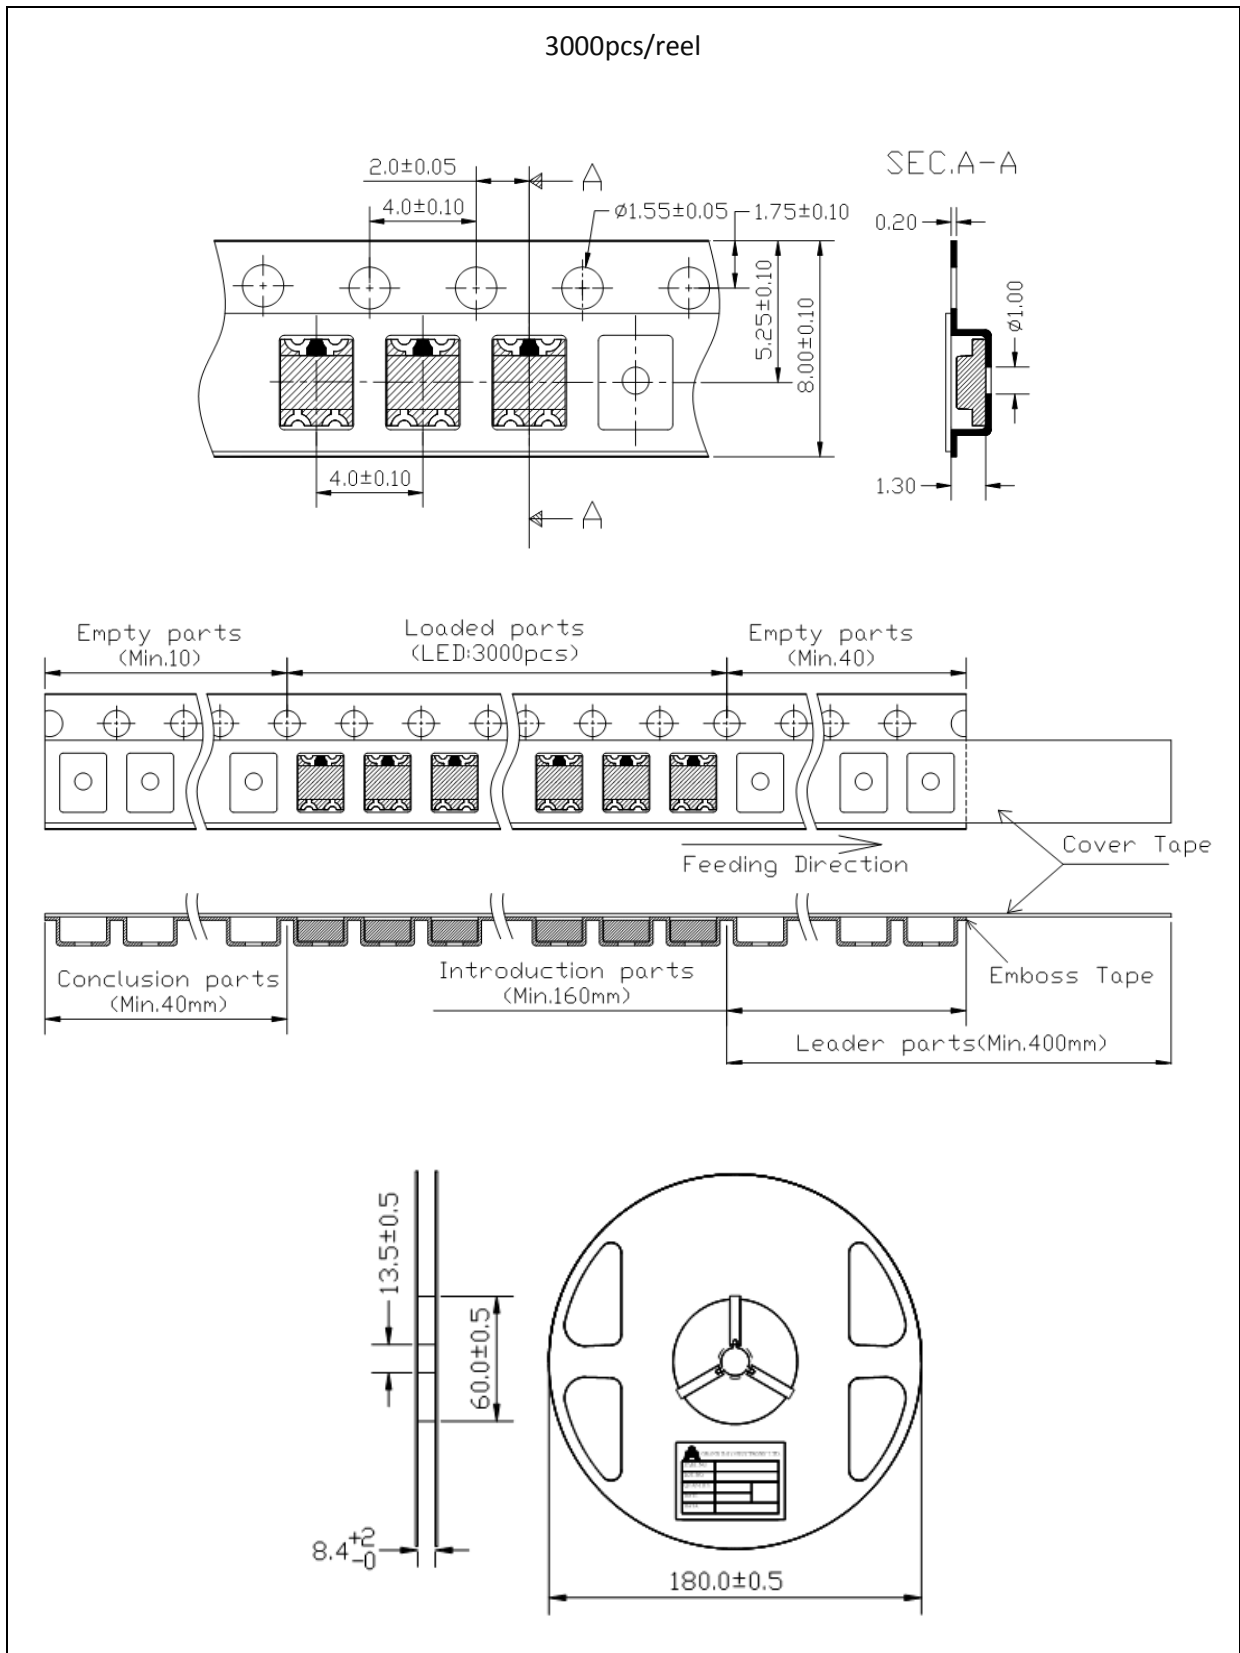 3000pcs/reel
SEC.A-A
2.0±0.05
A
4.0±0.10
ø1.55±0.05
1.75±0.10
0.20
5.25±0.10
8.00±0.10
ø1.00
4.0±0.10
A
1.30
Empty parts
(Min.10)
Loaded parts
(LED:3000pcs)
Empty parts
(Min.40)
Feeding Direction
Cover Tape
Conclusion parts
(Min.40mm)
Introduction parts
(Min.160mm)
Emboss Tape
Leader parts(Min.400mm)
13.5±0.5
60.0±0.5
8.4+2-0
180.0±0.5